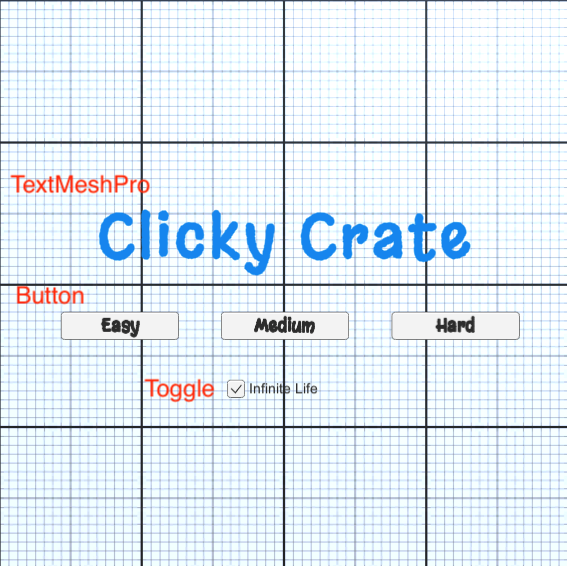 TextMeshPro
Clicky Crate
Button
Easy Medium Hard
Toggle Infinite Life